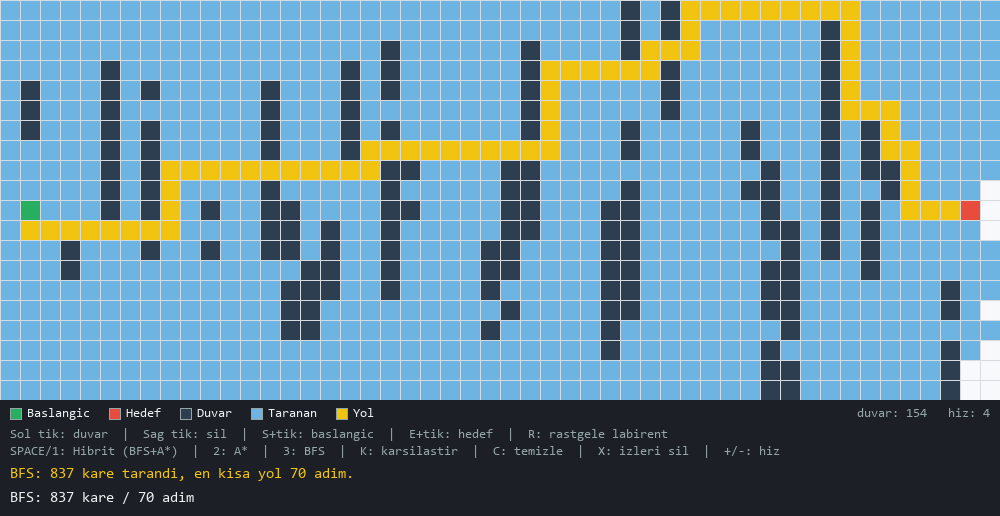 Baslangic Hedef Duvar Taranan Yol duvar: 154 hiz: 4
Sol tik: duvar | Sag tik: sil | S+tik: baslangic | E+tik: hedef | R: rastgele labirent
SPACE/1: Hibrit (BFS+A*) | 2: A* | 3: BFS | K: karsilastir | C: temizle | X: izleri sil | +/-: hiz
BFS: 837 kare tarandi, en kisa yol 70 adim.
BFS: 837 kare / 70 adim